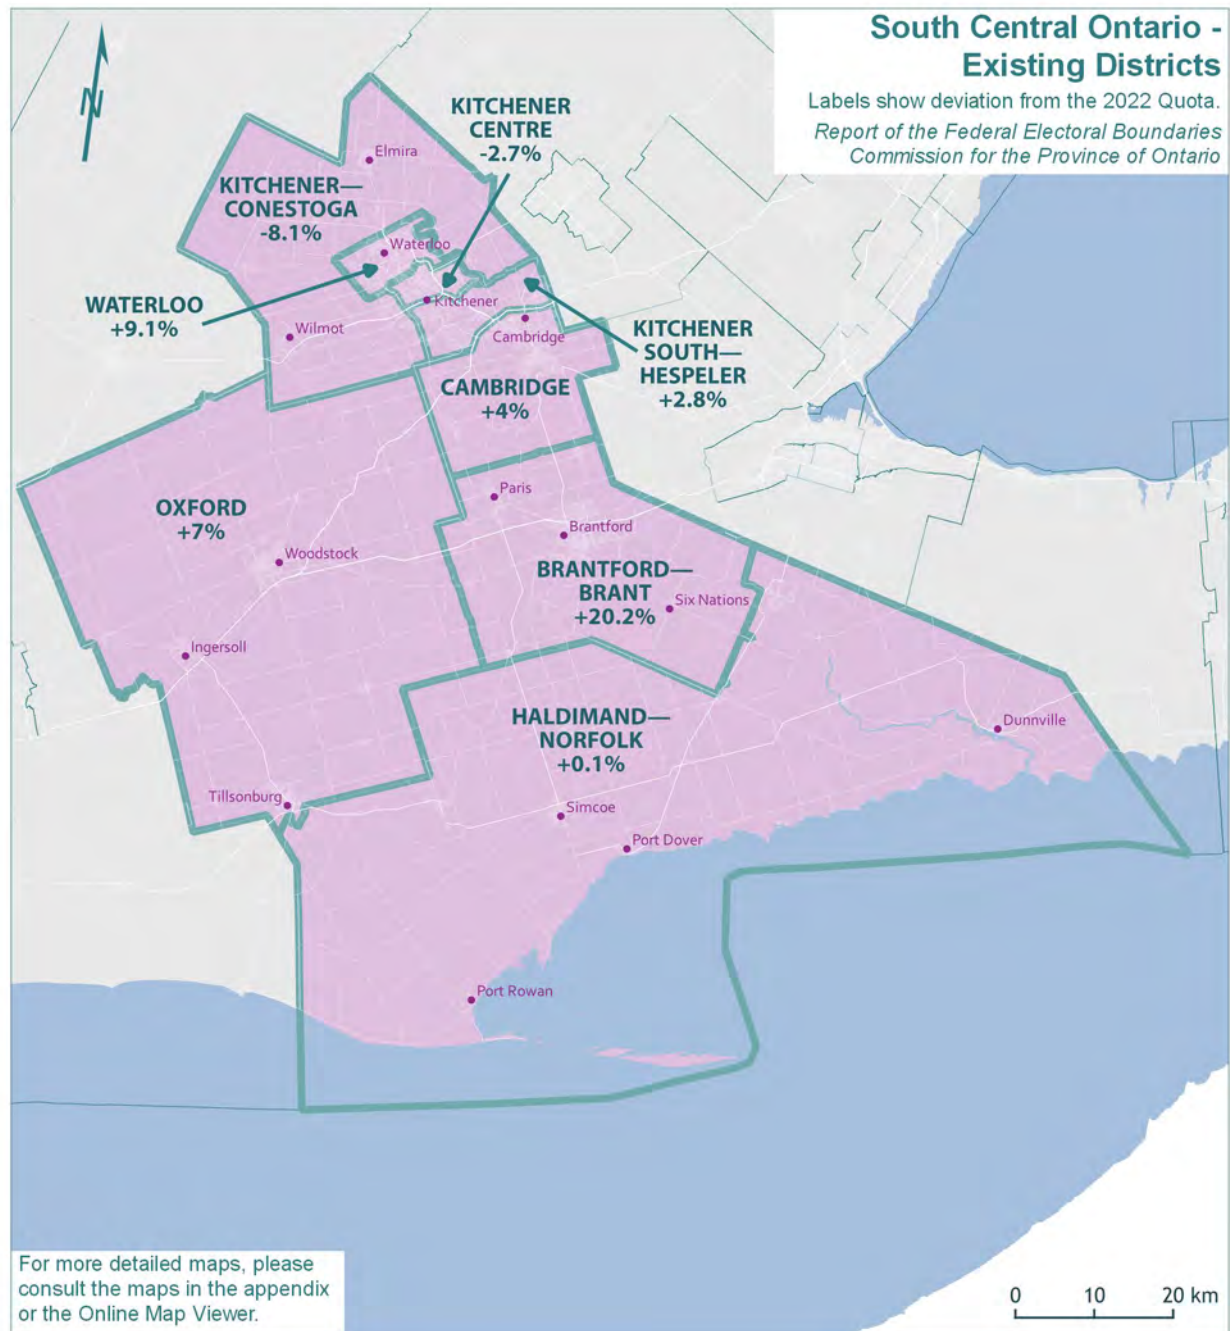 South Central Ontario -
Existing Districts
Labels show deviation from the 2022 Quota.
Report of the Federal Electoral Boundaries
Commission for the Province of Ontario
N
KITCHENER
CENTRE
-2.7%
Elmira
KITCHENER—
CONESTOGA
-8.1%
Waterloo
WATERLOO
+9.1%
Kitchener
Wilmot
Cambridge
KITCHENER
SOUTH—
HESPELER
+2.8%
CAMBRIDGE
+4%
Paris
OXFORD
+7%
Brantford
Woodstock
BRANTFORD—
BRANT
+20.2%
Six Nations
Ingersoll
HALDIMAND—
NORFOLK
+0.1%
Dunnville
Tillsonburg
Simcoe
Port Dover
Port Rowan
For more detailed maps, please
consult the maps in the appendix
or the Online Map Viewer.
0 10 20 km